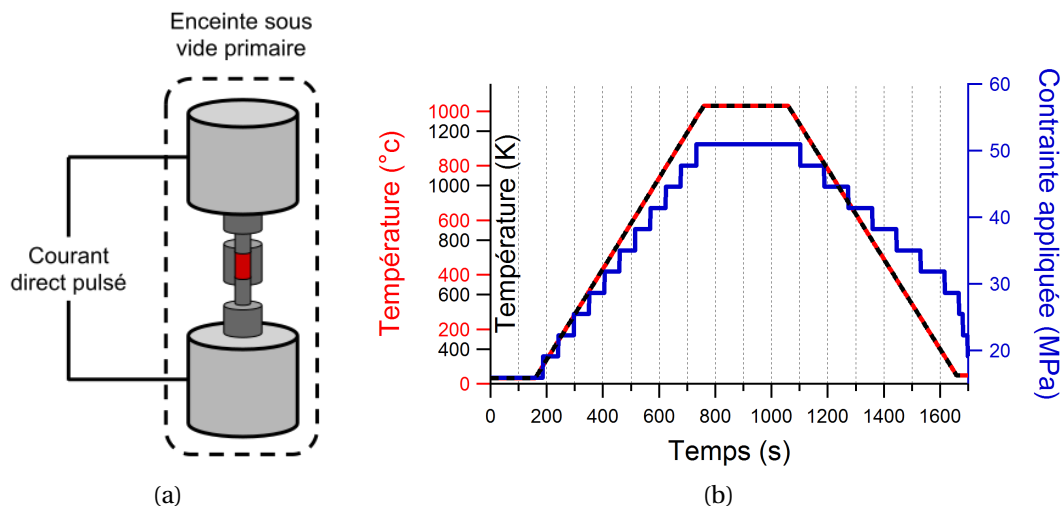 Enceinte sous
vide primaire
Courant
direct pulsé
(a)
Température (°c)
1000
800
600
400
200
0
Température (K)
1200
1000
800
600
400
Contrainte appliquée (MPa)
60
50
40
30
20
0
200
400
600
800
1000
1200
1400
1600
Temps (s)
(b)